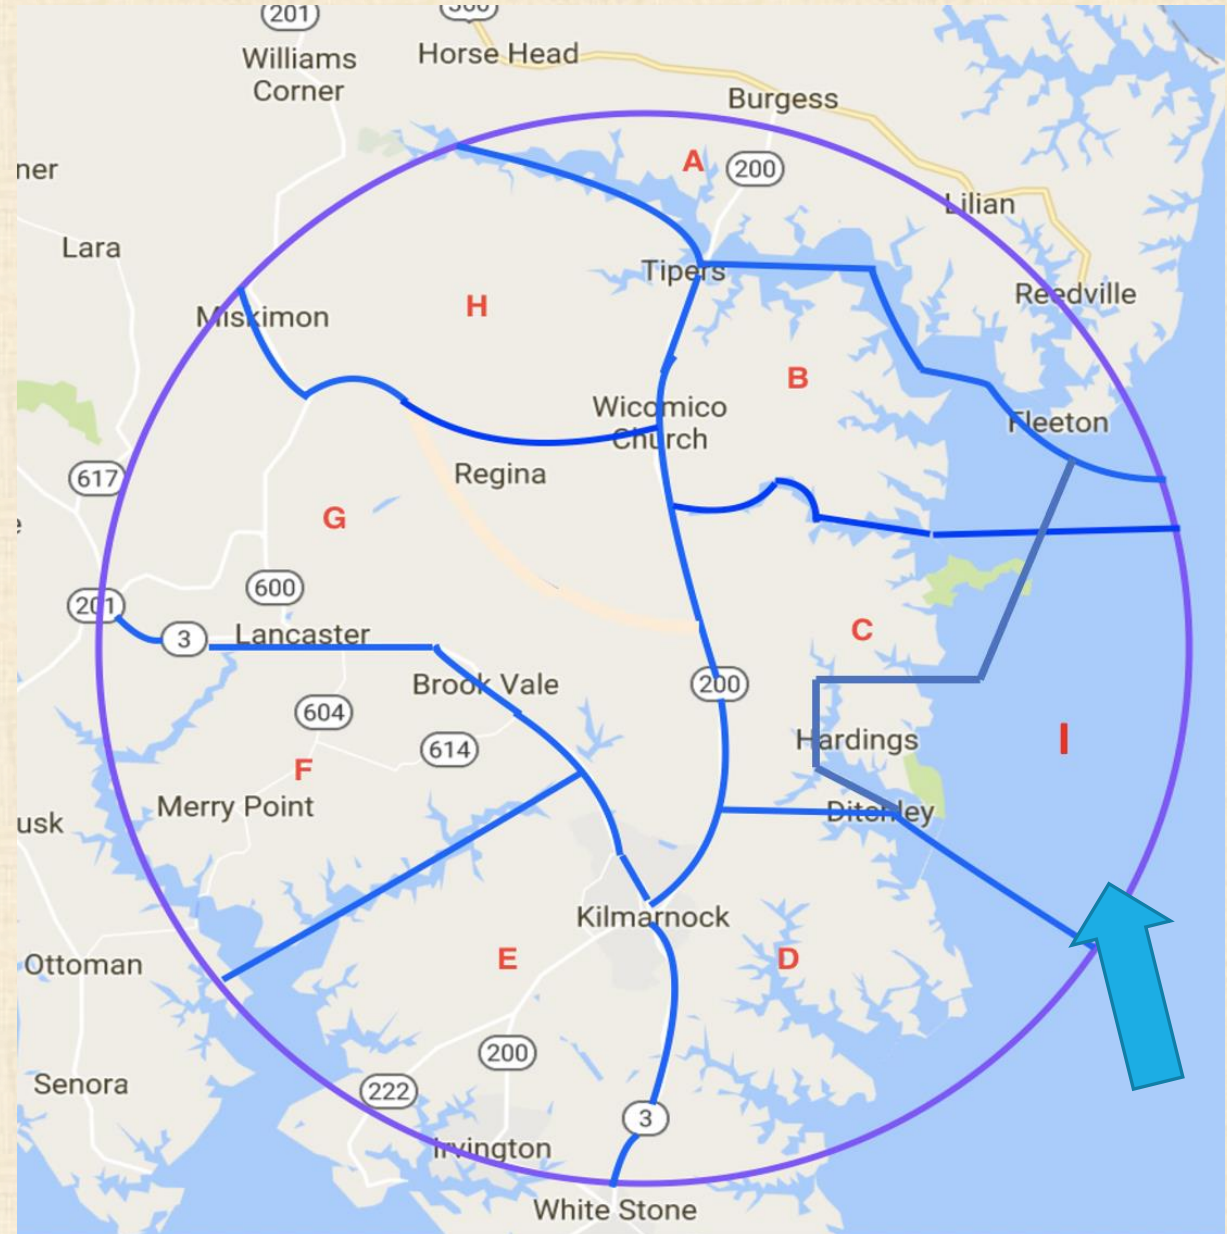 201
Williams
Corner
Horse Head
Burgess
A
200
ner
Lilian
Lara
Tipers
Reedville
H
Miskimon
B
Wicomico
Church
Fleeton
Regina
617
G
600
201
3
Lancaster
C
Brook Vale
200
604
614
Hardings
I
F
Merry Point
Ditchley
usk
Kilmarnock
E
D
Ottoman
200
Senora
222
3
Irvington
White Stone